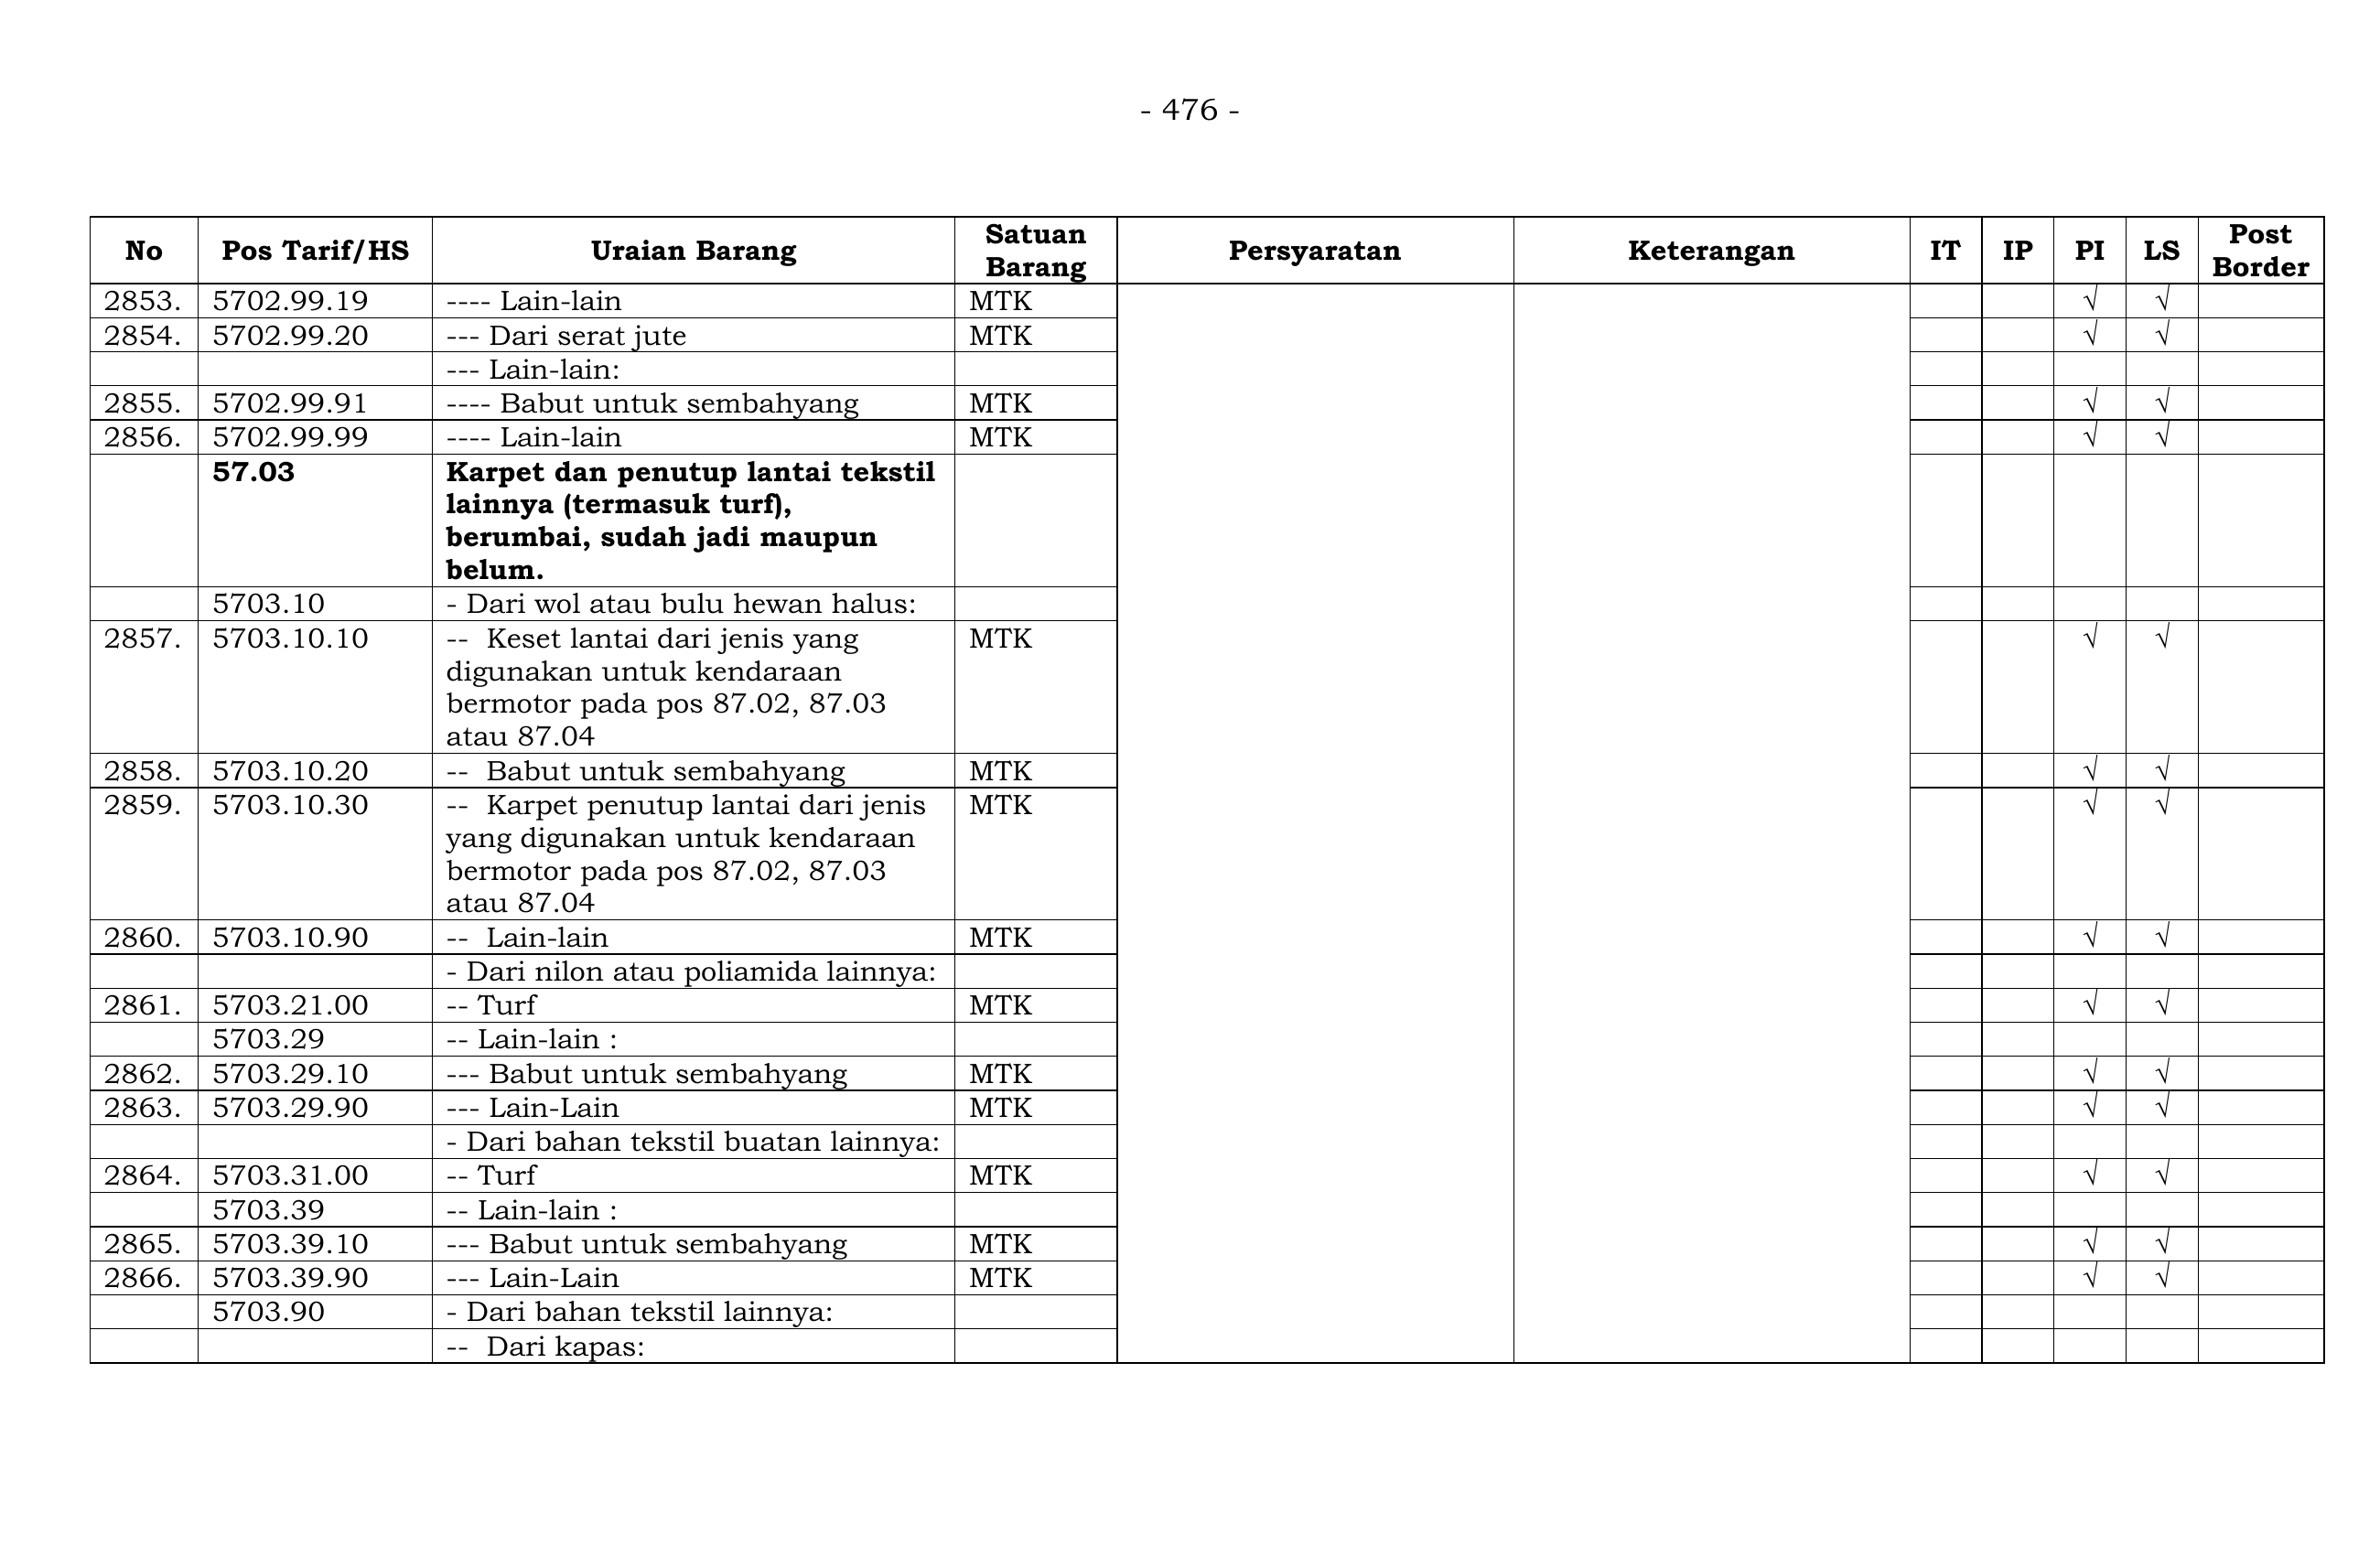 - 476 -
No Pos Tarif/HS Uraian Barang Satuan Barang Persyaratan Keterangan IT IP PI LS Post Border
2853. 5702.99.19 ---- Lain-lain MTK √ √
2854. 5702.99.20 --- Dari serat jute MTK √ √
--- Lain-lain:
2855. 5702.99.91 ---- Babut untuk sembahyang MTK √ √
2856. 5702.99.99 ---- Lain-lain MTK √ √
57.03 Karpet dan penutup lantai tekstil
lainnya (termasuk turf),
berumbai, sudah jadi maupun
belum.
5703.10 - Dari wol atau bulu hewan halus:
2857. 5703.10.10 -- Keset lantai dari jenis yang MTK √ √
digunakan untuk kendaraan
bermotor pada pos 87.02, 87.03
atau 87.04
2858. 5703.10.20 -- Babut untuk sembahyang MTK √ √
2859. 5703.10.30 -- Karpet penutup lantai dari jenis MTK √ √
yang digunakan untuk kendaraan
bermotor pada pos 87.02, 87.03
atau 87.04
2860. 5703.10.90 -- Lain-lain MTK √ √
- Dari nilon atau poliamida lainnya:
2861. 5703.21.00 -- Turf MTK √ √
5703.29 -- Lain-lain :
2862. 5703.29.10 --- Babut untuk sembahyang MTK √ √
2863. 5703.29.90 --- Lain-Lain MTK √ √
- Dari bahan tekstil buatan lainnya:
2864. 5703.31.00 -- Turf MTK √ √
5703.39 -- Lain-lain :
2865. 5703.39.10 --- Babut untuk sembahyang MTK √ √
2866. 5703.39.90 --- Lain-Lain MTK √ √
5703.90 - Dari bahan tekstil lainnya:
-- Dari kapas: